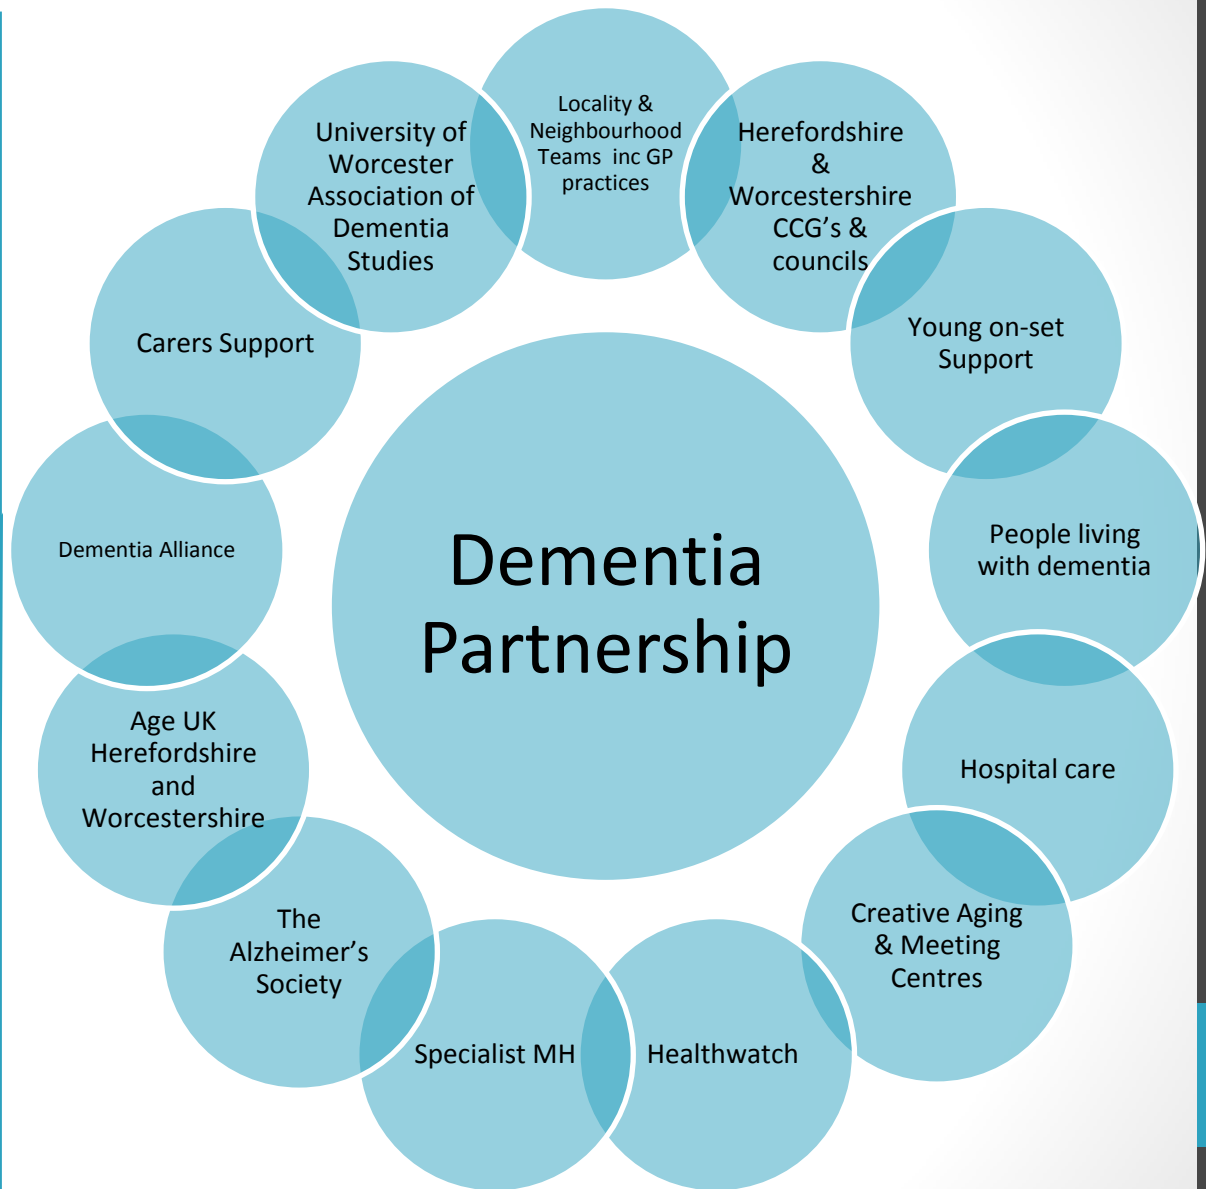 Locality &
Neighbourhood
Teams inc GP
practices
Herefordshire
&
Worcestershire
CCG's &
councils
Young on-set
Support
People living
with dementia
Hospital care
Creative Aging
& Meeting
Centres
Healthwatch
Specialist MH
The
Alzheimer's
Society
Age UK
Herefordshire
and
Worcestershire
Dementia Alliance
Carers Support
University of
Worcester
Association of
Dementia
Studies
Dementia
Partnership